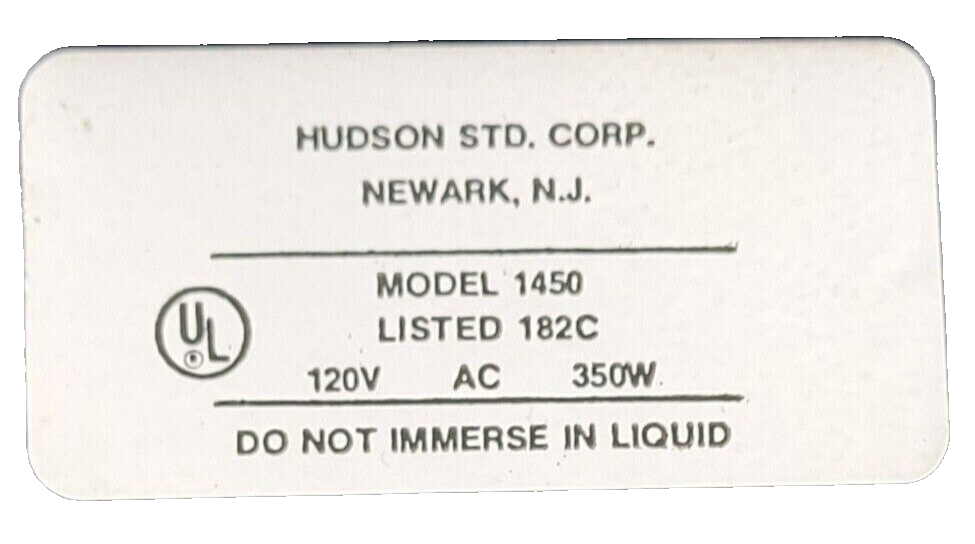 HUDSON STD. CORP.
NEWARK, N.J.
MODEL 1450
UL
LISTED 182C
120V AC 350W
DO NOT IMMERSE IN LIQUID